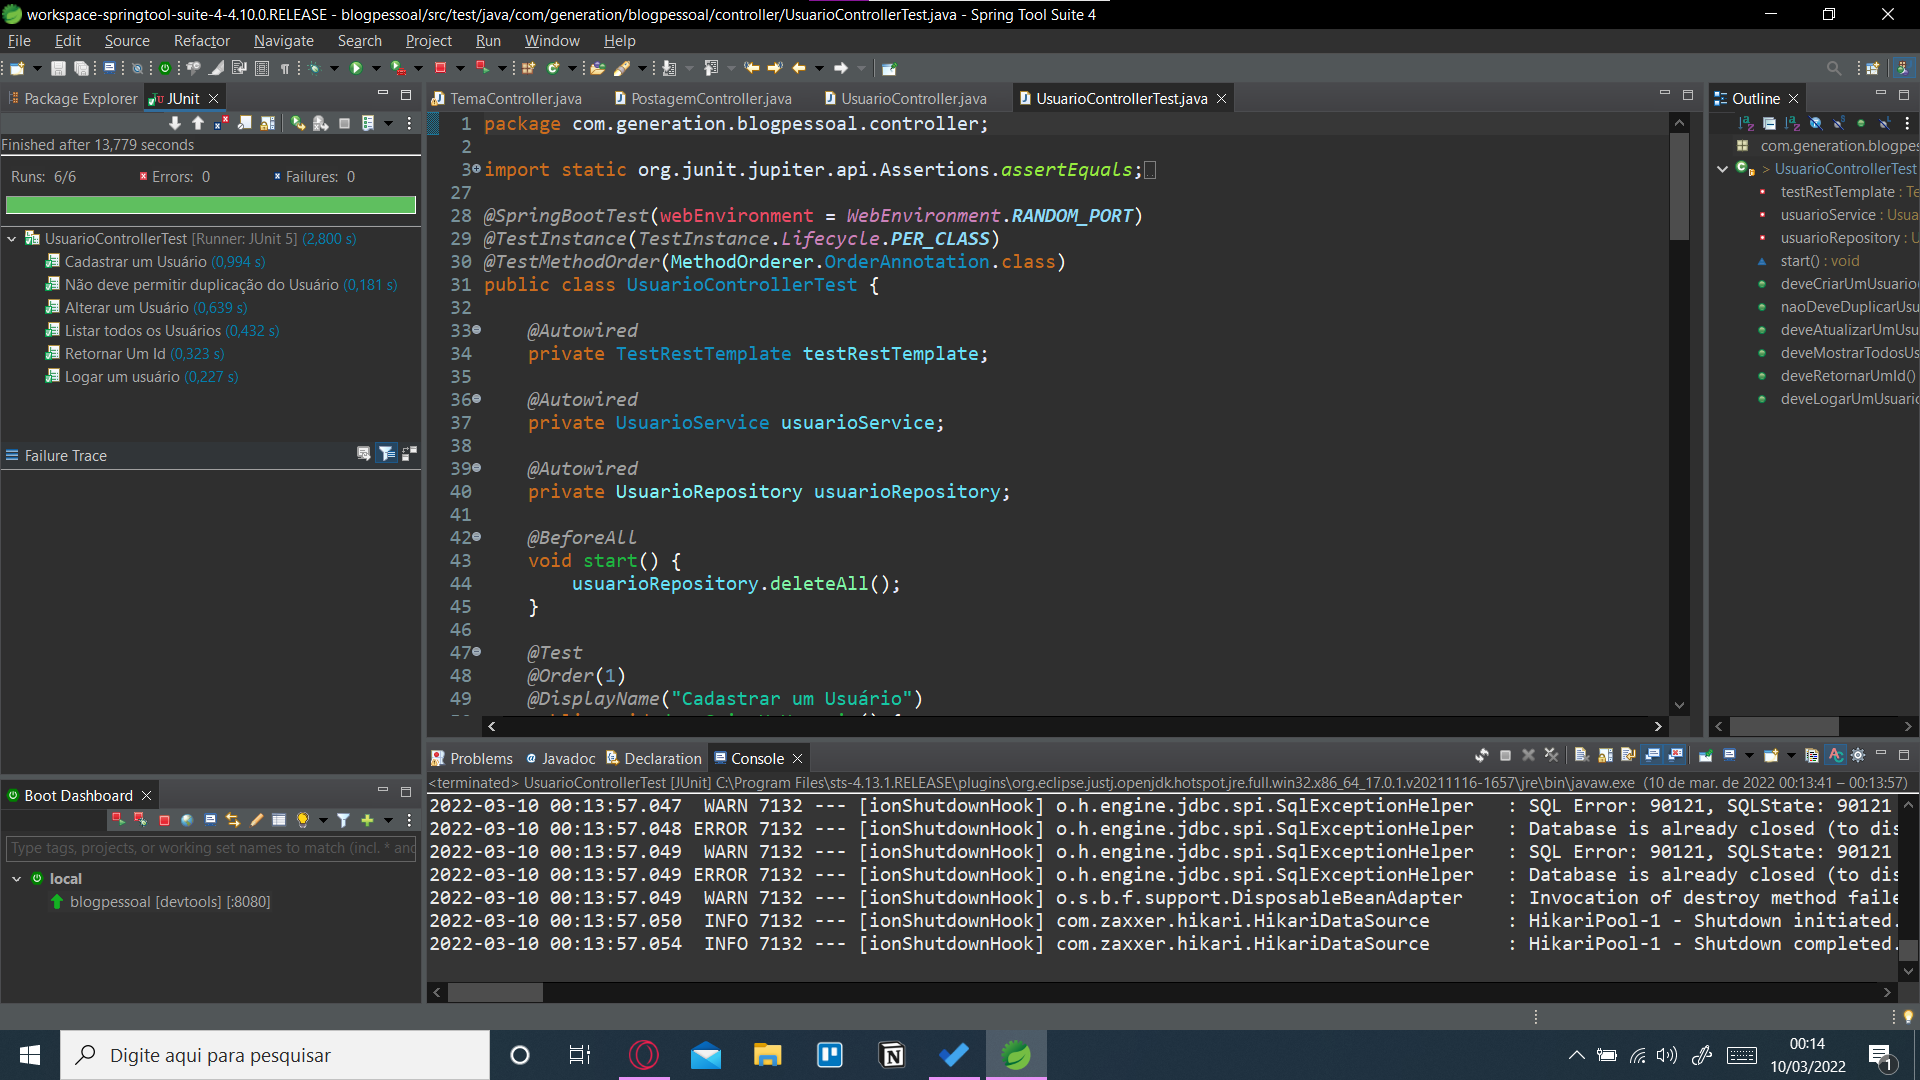 workspace-springtool-suite-4-4.10.0.RELEASE - blogpessoal/src/test/java/com/generation/blogpessoal/controller/UsuarioControllerTest.java - Spring Tool Suite 4
File Edit Source Refactor Navigate Search Project Run Window Help
Package Explorer JUnit
Finished after 13,779 seconds
Runs: 6/6 Errors: 0 Failures: 0
UsuarioControllerTest [Runner: JUnit 5] (2,800 s)
Cadastrar um Usuário (0,994 s)
Não deve permitir duplicação do Usuário (0,181 s)
Alterar um Usuário (0,639 s)
Listar todos os Usuários (0,432 s)
Retornar Um Id (0,323 s)
Logar um usuário (0,227 s)
Failure Trace
Boot Dashboard
Type tags, projects, or working set names to match (incl. * and
local
blogpessoal [devtools] [:8080]
TemaController.java PostagemController.java UsuarioController.java UsuarioControllerTest.java
1 package com.generation.blogpessoal.controller;
2
3 import static org.junit.jupiter.api.Assertions.assertEquals;
27
28 @SpringBootTest(webEnvironment = WebEnvironment.RANDOM_PORT)
29 @TestInstance(TestInstance.Lifecycle.PER_CLASS)
30 @TestMethodOrder(MethodOrderer.OrderAnnotation.class)
31 public class UsuarioControllerTest {
32
33 @Autowired
34 private TestRestTemplate testRestTemplate;
35
36 @Autowired
37 private UsuarioService usuarioService;
38
39 @Autowired
40 private UsuarioRepository usuarioRepository;
41
42 @BeforeAll
43 void start() {
44 usuarioRepository.deleteAll();
45 }
46
47 @Test
48 @Order(1)
49 @DisplayName("Cadastrar um Usuário")
Outline
com.generation.blogpes
> UsuarioControllerTest
testRestTemplate : Te
usuarioService : Usua
usuarioRepository : U
start() : void
deveCriarUmUsuario
naoDeveDuplicarUsu
deveAtualizarUmUsu
deveMostrarTodosUs
deveRetornarUmId()
deveLogarUmUsuario
Problems Javadoc Declaration Console
<terminated> UsuarioControllerTest [JUnit] C:\Program Files\sts-4.13.1.RELEASE\plugins\org.eclipse.justj.openjdk.hotspot.jre.full.win32.x86_64_17.0.1.v20211116-1657\jre\bin\javaw.exe (10 de mar. de 2022 00:13:41 – 00:13:57)
2022-03-10 00:13:57.047 WARN 7132 --- [ionShutdownHook] o.h.engine.jdbc.spi.SqlExceptionHelper : SQL Error: 90121, SQLState: 90121
2022-03-10 00:13:57.048 ERROR 7132 --- [ionShutdownHook] o.h.engine.jdbc.spi.SqlExceptionHelper : Database is already closed (to dis
2022-03-10 00:13:57.049 WARN 7132 --- [ionShutdownHook] o.h.engine.jdbc.spi.SqlExceptionHelper : SQL Error: 90121, SQLState: 90121
2022-03-10 00:13:57.049 ERROR 7132 --- [ionShutdownHook] o.h.engine.jdbc.spi.SqlExceptionHelper : Database is already closed (to dis
2022-03-10 00:13:57.049 WARN 7132 --- [ionShutdownHook] o.s.b.f.support.DisposableBeanAdapter : Invocation of destroy method faile
2022-03-10 00:13:57.050 INFO 7132 --- [ionShutdownHook] com.zaxxer.hikari.HikariDataSource : HikariPool-1 - Shutdown initiated.
2022-03-10 00:13:57.054 INFO 7132 --- [ionShutdownHook] com.zaxxer.hikari.HikariDataSource : HikariPool-1 - Shutdown completed.
Digite aqui para pesquisar
00:14
10/03/2022
1